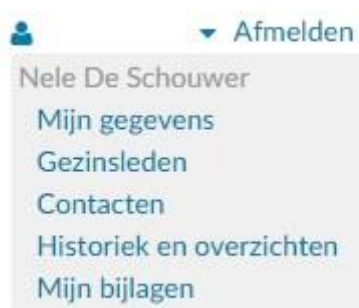 Afmelden
Nele De Schouwer
Mijn gegevens
Gezinsleden
Contacten
Historiek en overzichten
Mijn bijlagen